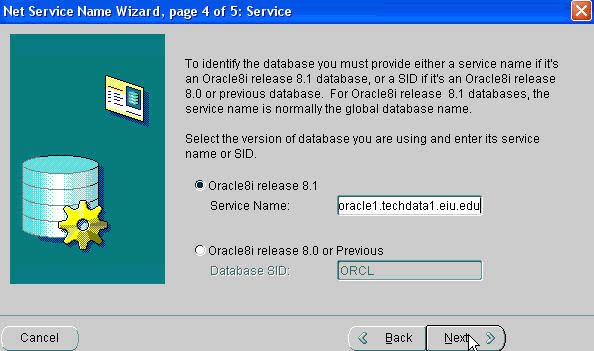 Net Service Name Wizard, page 4 of 5: Service
To identify the database you must provide either a service name if it's
an Oracle8i release 8.1 database, or a SID if it's an Oracle8i release
8.0 or previous database. For Oracle8i release 8.1 databases, the
service name is normally the global database name.
Select the version of database you are using and enter its service
name or SID.
Oracle8i release 8.1
Service Name: oracle1.techdata1.eiu.edu
Oracle8i release 8.0 or Previous
Database SID: ORCL
Cancel Back Next